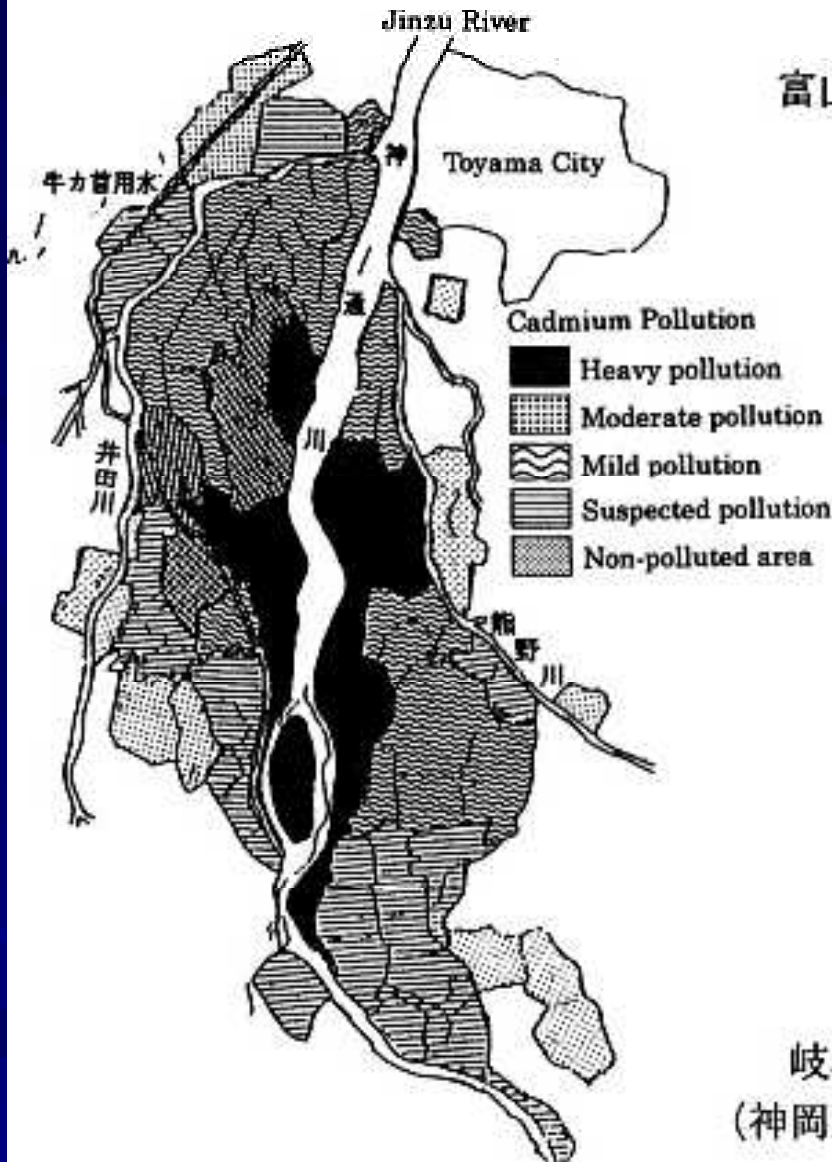 Jinzu River
富山
牛カ首用水
神
Toyama City
通
Cadmium Pollution
Heavy pollution
Moderate pollution
川
Mild pollution
井田川
Suspected pollution
Non-polluted area
熊野川
岐
(神岡